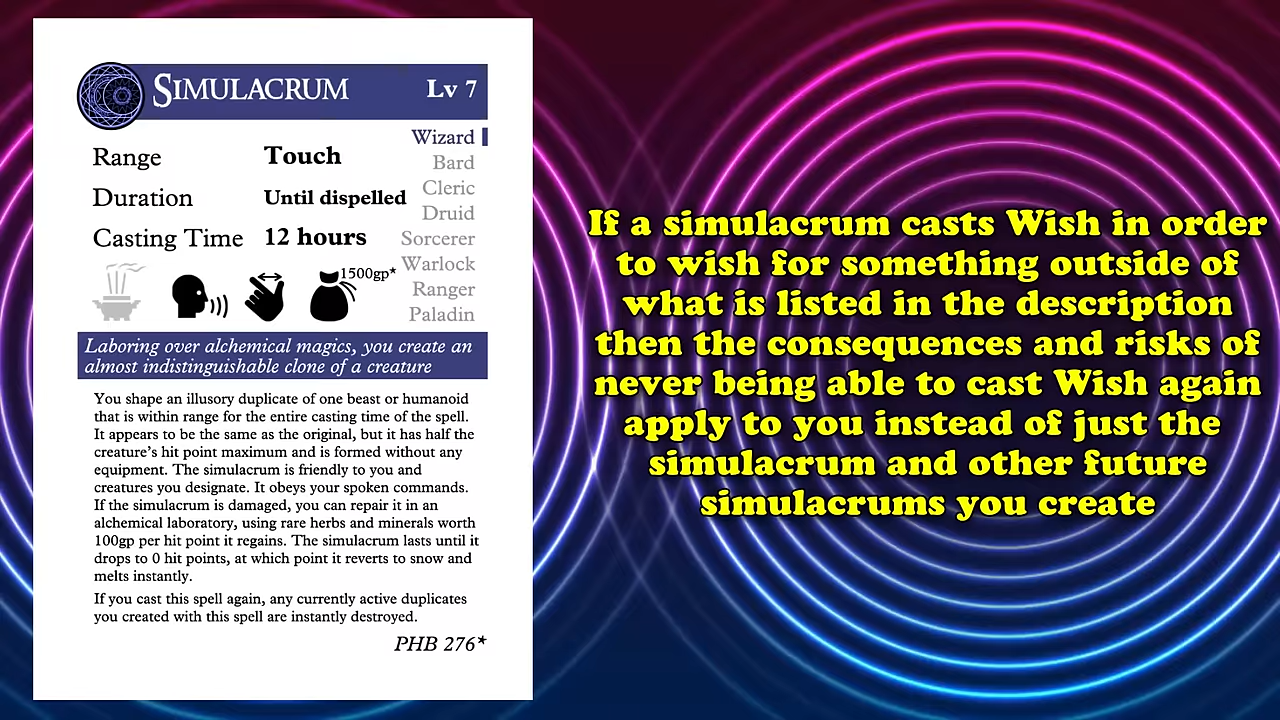 SIMULACRUM Lv 7
Wizard
Range Touch
Bard
Duration Until dispelled
Cleric
Druid
Casting Time 12 hours
Sorcerer
1500gp*
Warlock
Ranger
Paladin
Laboring over alchemical magics, you create an
almost indistinguishable clone of a creature
You shape an illusory duplicate of one beast or humanoid
that is within range for the entire casting time of the spell.
It appears to be the same as the original, but it has half the
creature's hit point maximum and is formed without any
equipment. The simulacrum is friendly to you and
creatures you designate. It obeys your spoken commands.
If the simulacrum is damaged, you can repair it in an
alchemical laboratory, using rare herbs and minerals worth
100gp per hit point it regains. The simulacrum lasts until it
drops to 0 hit points, at which point it reverts to snow and
melts instantly.
If you cast this spell again, any currently active duplicates
you created with this spell are instantly destroyed.
PHB 276*
If a simulacrum casts Wish in order
to wish for something outside of
what is listed in the description
then the consequences and risks of
never being able to cast Wish again
apply to you instead of just the
simulacrum and other future
simulacrums you create